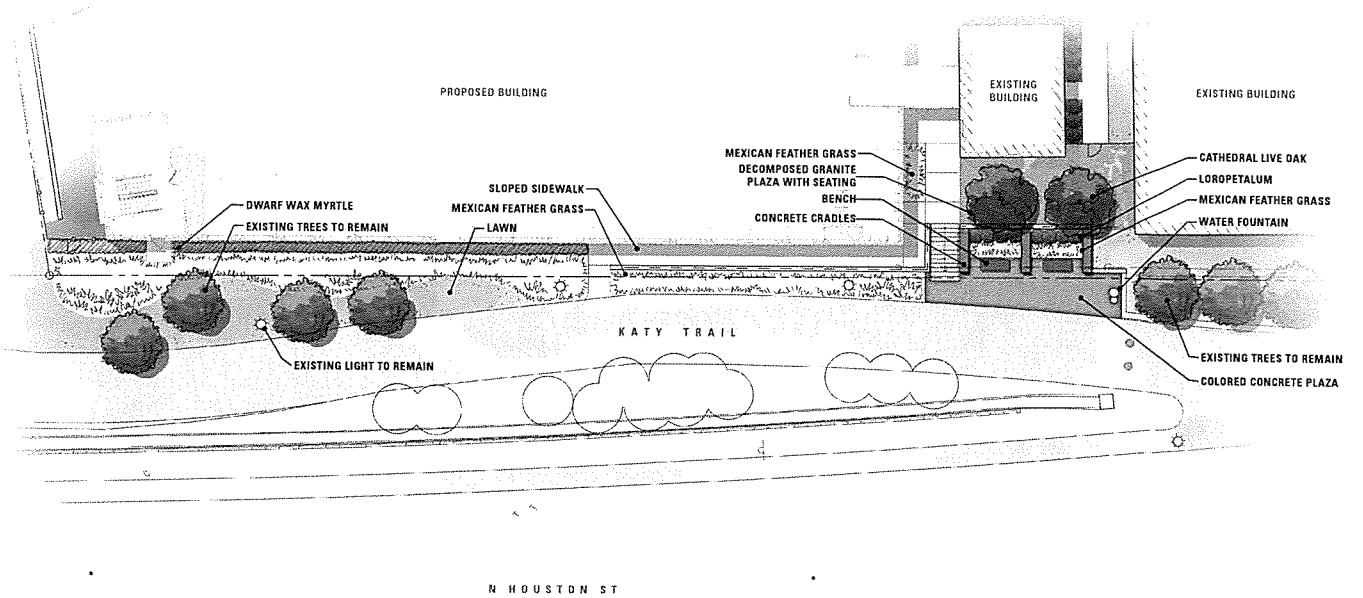 PROPOSED BUILDING
EXISTING
BUILDING
EXISTING BUILDING
MEXICAN FEATHER GRASS
DECOMPOSED GRANITE
PLAZA WITH SEATING
BENCH
CONCRETE CRADLES
CATHEDRAL LIVE OAK
LOROPETALUM
MEXICAN FEATHER GRASS
WATER FOUNTAIN
SLOPED SIDEWALK
MEXICAN FEATHER GRASS
LAWN
DWARF WAX MYRTLE
EXISTING TREES TO REMAIN
KATY TRAIL
EXISTING LIGHT TO REMAIN
EXISTING TREES TO REMAIN
COLORED CONCRETE PLAZA
N HOUSTON ST